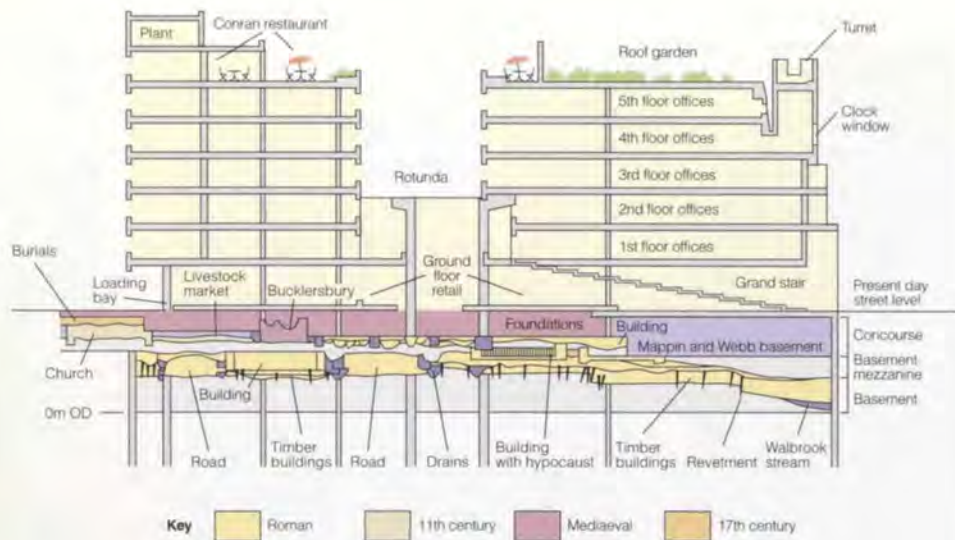 Plant
Conran restaurant
Roof garden
Turret
Clock
window
5th floor offices
4th floor offices
3rd floor offices
2nd floor offices
1st floor offices
Rotunda
Burials
Loading
bay
Livestock
market
Bucklersbury
Ground
floor
retail
Grand stair
Present day
street level
Foundations
Building
Mappin and Webb basement
Concourse
Basement
mezzanine
Basement
Church
Building
0m OD
Road
Timber
buildings
Road
Drains
Building
with hypocaust
Timber
buildings
Revetment
Walbrook
stream
Key
Roman
11th century
Mediaeval
17th century